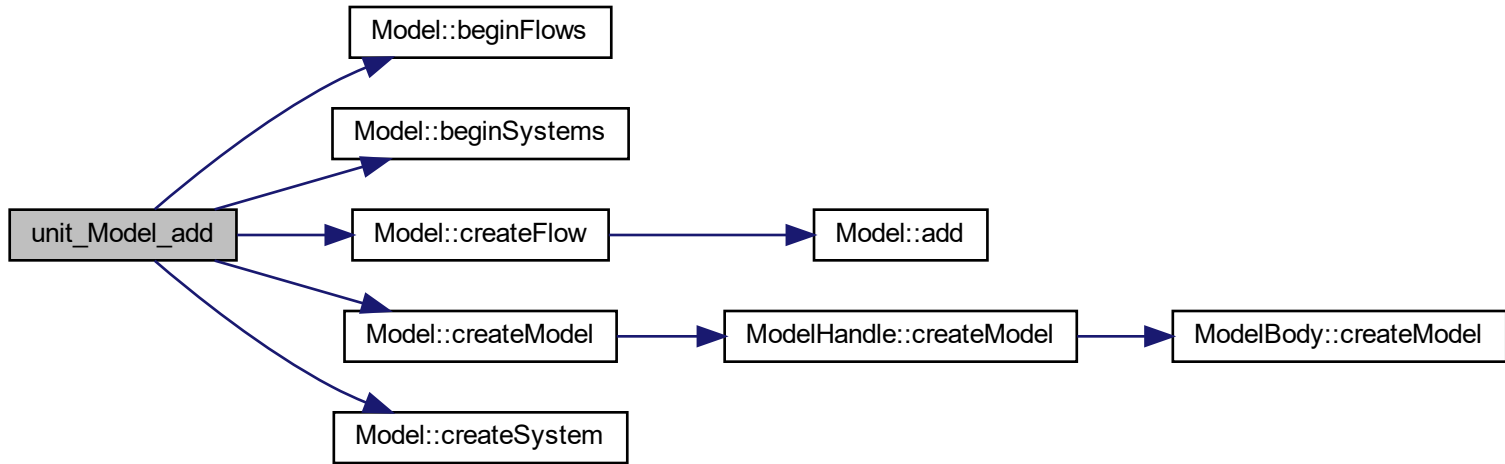 Model::beginFlows
Model::beginSystems
unit_Model_add
Model::createFlow
Model::add
Model::createModel
ModelHandle::createModel
ModelBody::createModel
Model::createSystem